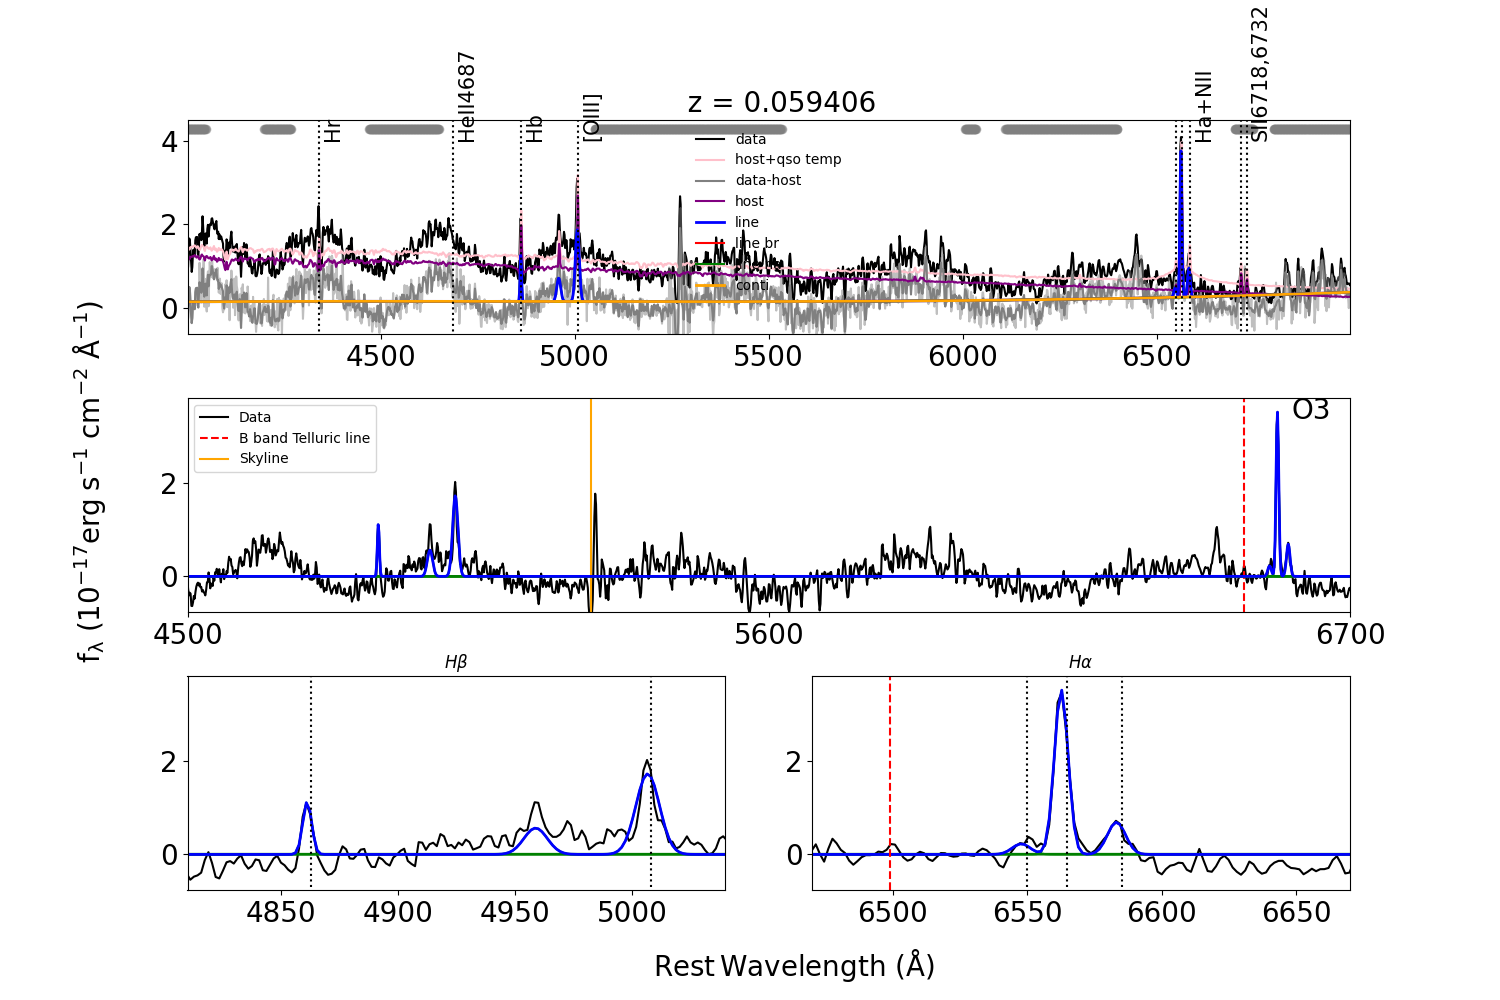 z = 0.059406
Hr
HeII4687
Hb
[OIII]
Ha+NII
SII6718,6732
data
host+qso temp
data-host
host
line
line br
conti
4
2
0
4500
5000
5500
6000
6500
fλ (10⁻¹⁷erg s⁻¹ cm⁻² Å⁻¹)
Data
B band Telluric line
Skyline
O3
2
0
4500
5600
6700
Hβ
2
0
4850
4900
4950
5000
Hα
2
0
6500
6550
6600
6650
Rest Wavelength (Å)